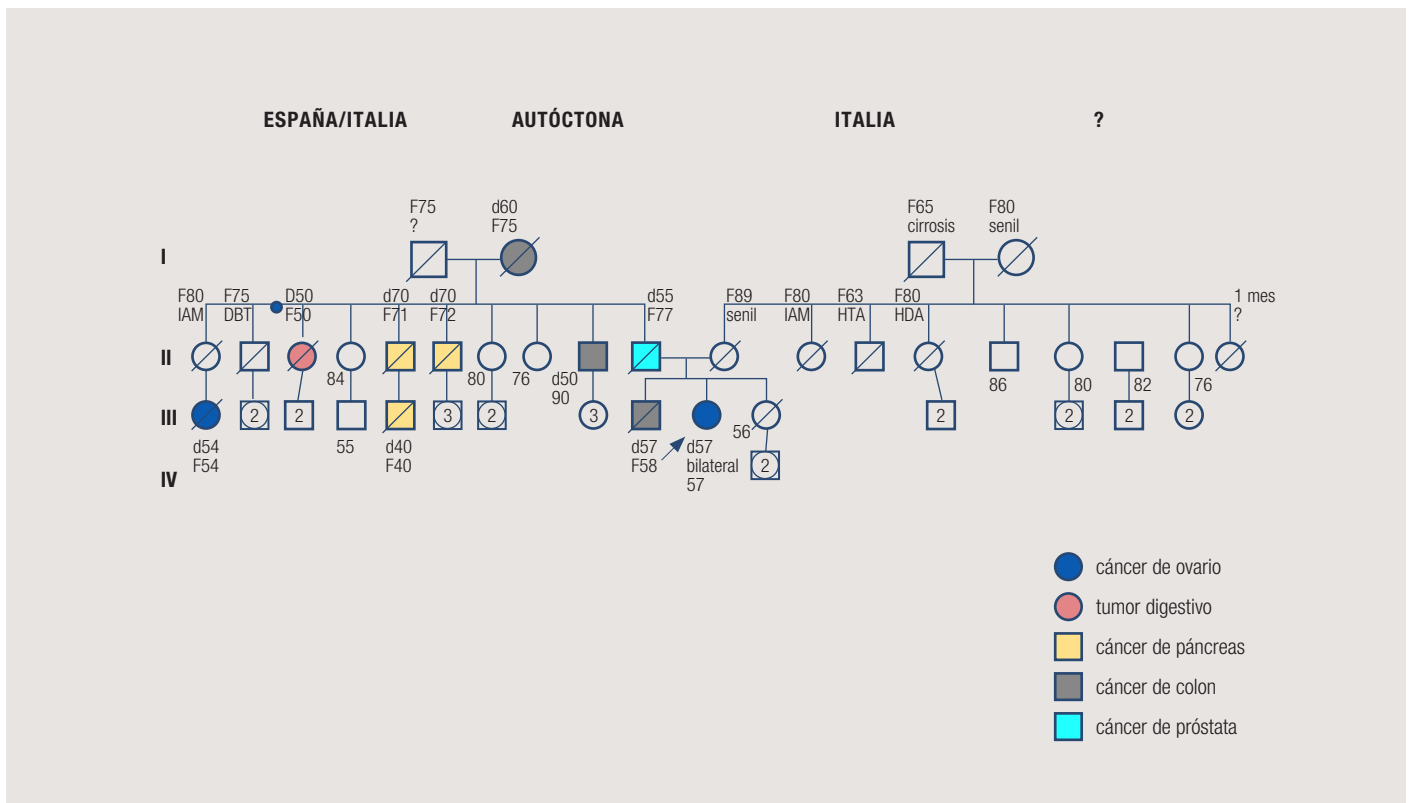 ESPAÑA/ITALIA AUTÓCTONA ITALIA ?
F75 d60 F65 F80
? F75 cirrosis senil
I
F80 F75 D50 d70 d70 d55 F89 F80 F63 F80 1 mes
IAM DBT F50 F71 F72 F77 senil IAM HTA HDA ?
II
84 80 76 d50 86 80 82 76
90
III 2 2 3 2 3 56 2 2 2 2
d54 55 d40 d57 d57
F54 F40 F58 bilateral 2
IV 57
cáncer de ovario
tumor digestivo
cáncer de páncreas
cáncer de colon
cáncer de próstata